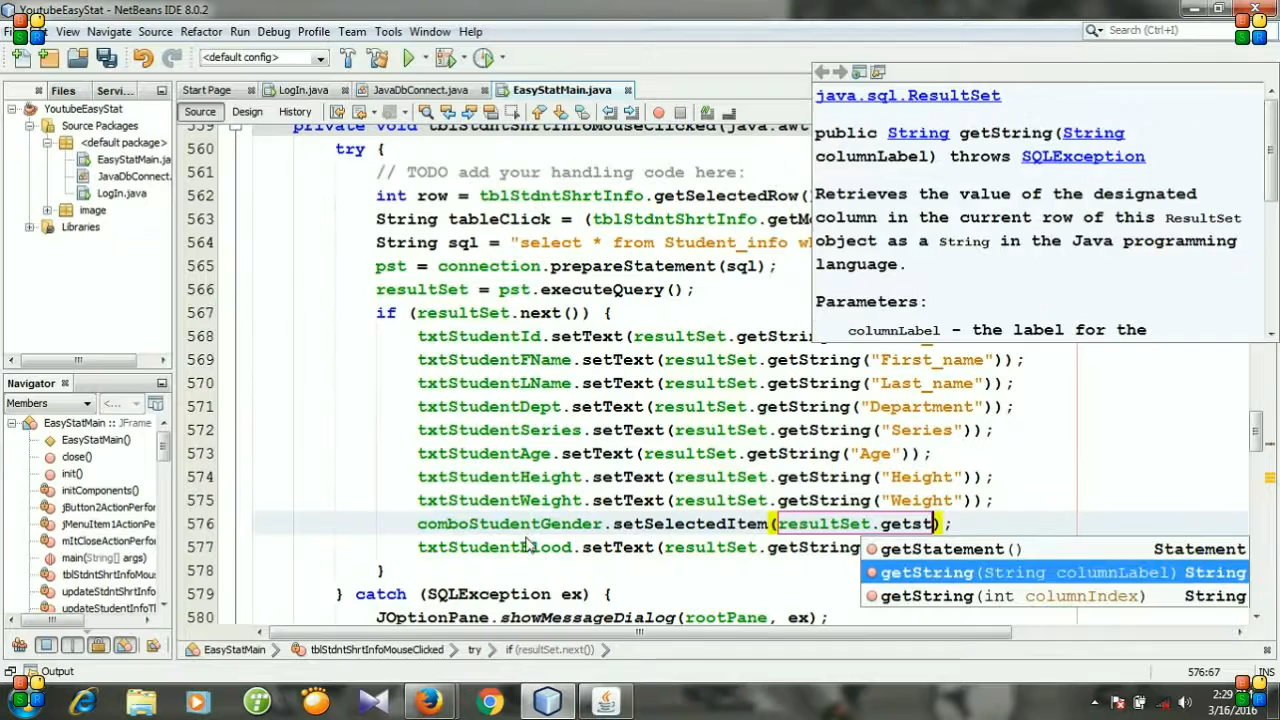 YoutubeEasyStat - NetBeans IDE 8.0.2
View Navigate Source Refactor Run Debug Profile Team Tools Window Help
Search (Ctrl+I)
<default config>
Files Servi...
Start Page LogIn.java JavaDbConnect.java EasyStatMain.java
Source Design History
YoutubeEasyStat
Source Packages
<default package>
EasyStatMain.ja
JavaDbConnect.
LogIn.java
image
Libraries
559 private void tblStdntShrtInfoMouseClicked(java.awt
560 try {
561 // TODO add your handling code here:
562 int row = tblStdntShrtInfo.getSelectedRow()
563 String tableClick = (tblStdntShrtInfo.getMo
564 String sql = "select * from Student_info w
565 pst = connection.prepareStatement(sql);
566 resultSet = pst.executeQuery();
567 if (resultSet.next()) {
568 txtStudentId.setText(resultSet.getString
569 txtStudentFName.setText(resultSet.getString("First_name"));
570 txtStudentLName.setText(resultSet.getString("Last_name"));
571 txtStudentDept.setText(resultSet.getString("Department"));
572 txtStudentSeries.setText(resultSet.getString("Series"));
573 txtStudentAge.setText(resultSet.getString("Age"));
574 txtStudentHeight.setText(resultSet.getString("Height"));
575 txtStudentWeight.setText(resultSet.getString("Weight"));
576 comboStudentGender.setSelectedItem(resultSet.getst);
577 txtStudentBlood.setText(resultSet.getString
578 }
579 } catch (SQLException ex) {
580 JOptionPane.showMessageDialog(rootPane, ex);
java.sql.ResultSet
public String getString(String
columnLabel) throws SQLException
Retrieves the value of the designated
column in the current row of this ResultSet
object as a String in the Java programming
language.
Parameters:
columnLabel - the label for the
getStatement() Statement
getString(String columnLabel) String
getString(int columnIndex) String
Navigator
Members <...
EasyStatMain :: JFrame
EasyStatMain()
close()
init()
initComponents()
jButton2ActionPerfor
jMenuItem1ActionPer
mItCloseActionPerfor
main(String[] args)
tblStdntShrtInfoMous
updateStdntShrtInfo
updateStudentInfoT
EasyStatMain tblStdntShrtInfoMouseClicked try if (resultSet.next())
Output
576:67
2:29
3/16/2016